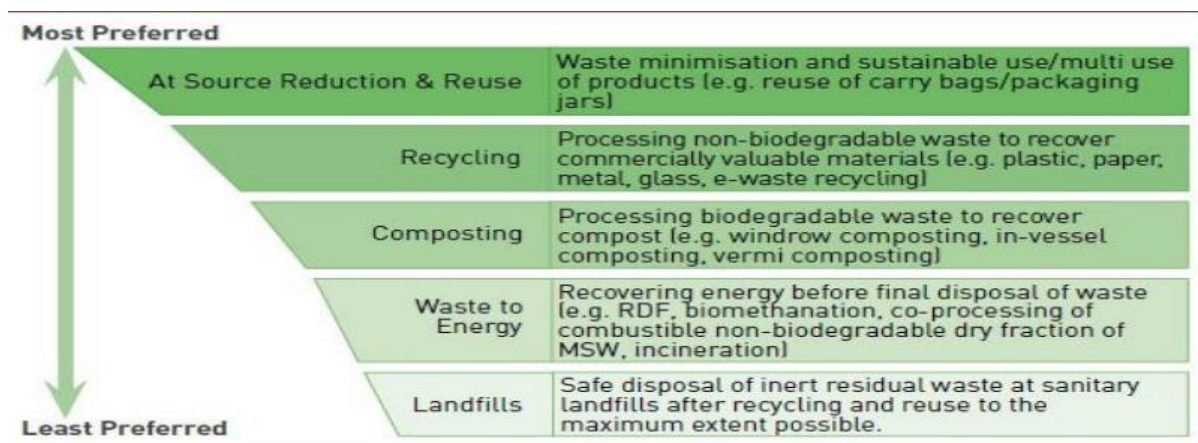 Most Preferred
At Source Reduction & Reuse
Waste minimisation and sustainable use/multi use
of products (e.g. reuse of carry bags/packaging
jars)
Recycling
Processing non-biodegradable waste to recover
commercially valuable materials (e.g. plastic, paper,
metal, glass, e-waste recycling)
Composting
Processing biodegradable waste to recover
compost (e.g. windrow composting, in-vessel
composting, vermi composting)
Waste to
Energy
Recovering energy before final disposal of waste
(e.g. RDF, biomethanation, co-processing of
combustible non-biodegradable dry fraction of
MSW, incineration)
Landfills
Safe disposal of inert residual waste at sanitary
landfills after recycling and reuse to the
maximum extent possible.
Least Preferred